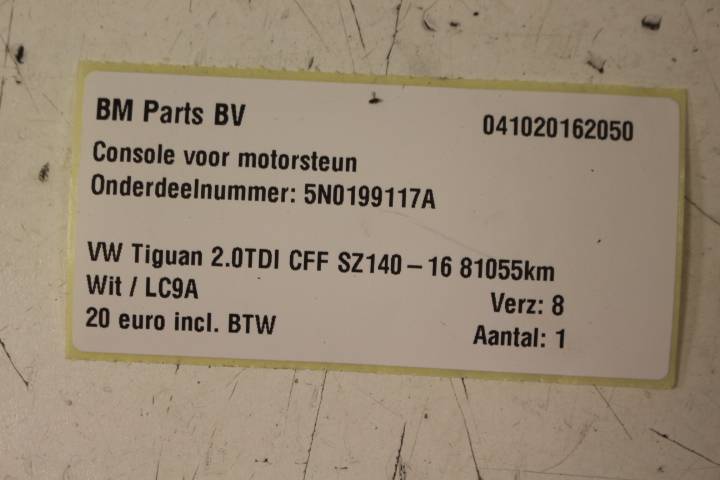 BM Parts BV 041020162050
Console voor motorsteun
Onderdeelnummer: 5N0199117A
VW Tiguan 2.0TDI CFF SZ140-16 81055km
Wit / LC9A Verz: 8
20 euro incl. BTW Aantal: 1